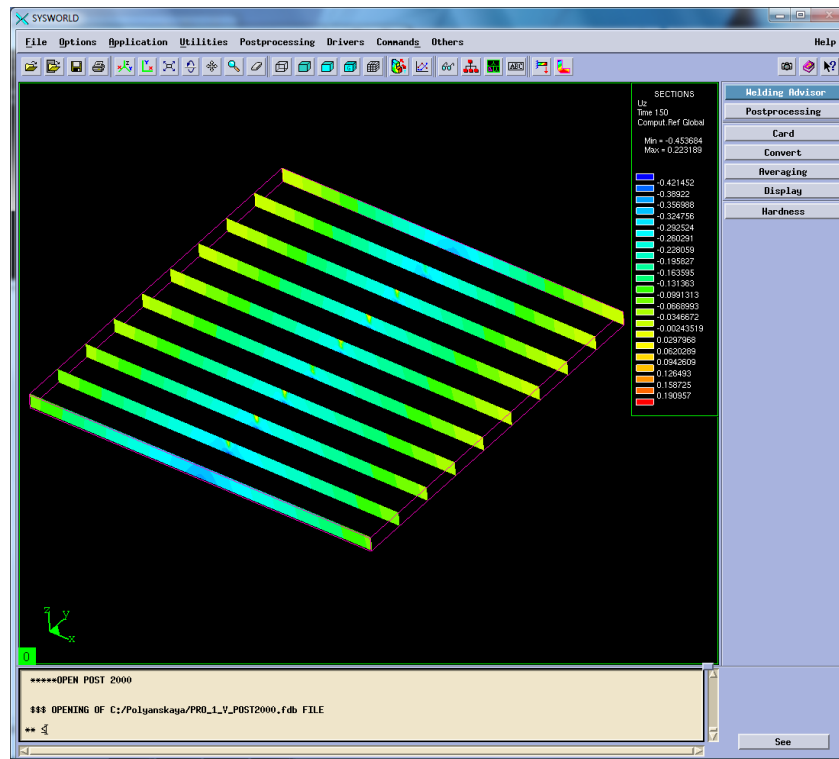 SYSWORLD
File Options Application Utilities Postprocessing Drivers Commands Others Help
SECTIONS
Uz
Time 150
Comput.Ref Global
Min = -0.453684
Max = 0.223189
-0.421452
-0.38922
-0.356988
-0.324756
-0.292524
-0.260291
-0.228059
-0.195827
-0.163595
-0.131363
-0.0991313
-0.0668993
-0.0346672
-0.00243519
0.0297968
0.0620289
0.0942609
0.126493
0.158725
0.190957
Welding Advisor
Postprocessing
Card
Convert
Averaging
Display
Hardness
z
y
x
0
*****OPEN POST 2000
$$$ OPENING OF C:/Polyanskaya/PRO_1_V_POST2000.fdb FILE
**
See